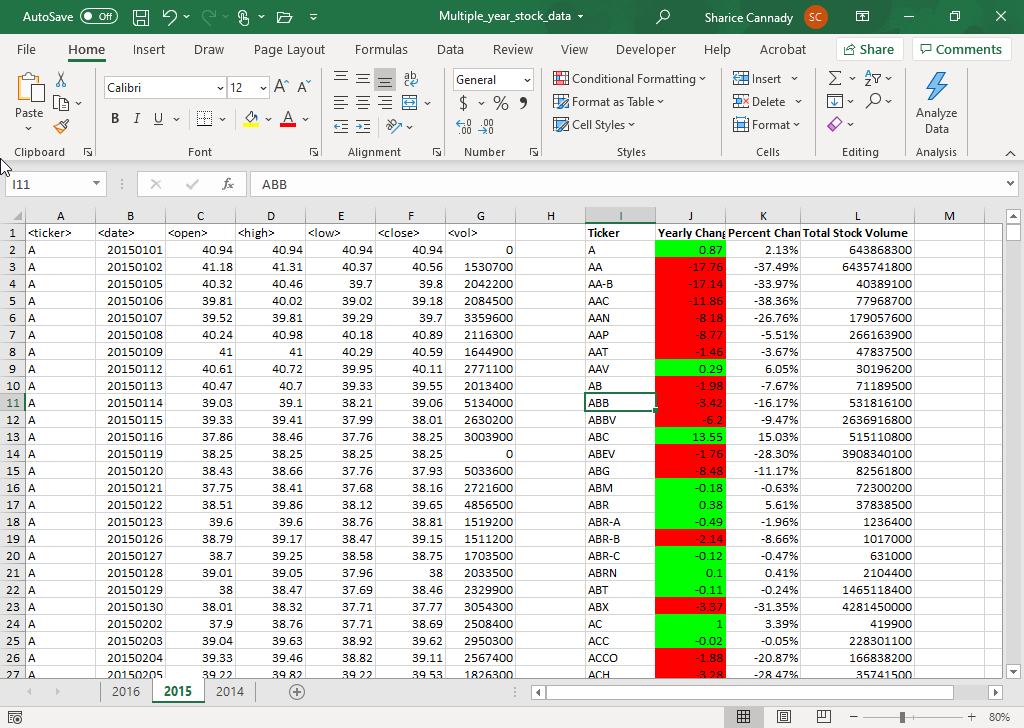 AutoSave Off Multiple_year_stock_data Sharice Cannady SC
File Home Insert Draw Page Layout Formulas Data Review View Developer Help Acrobat Share Comments
Paste
Calibri 12
B I U A A A
ab
General
$ % 9
Conditional Formatting
Format as Table
Cell Styles
Insert
Delete
Format
Analyze
Data
Clipboard Font Alignment Number Styles Cells Editing Analysis
I11 fx ABB
A B C D E F G H I J K L M
1 <ticker> <date> <open> <high> <low> <close> <vol> Ticker Yearly Chang Percent Chan Total Stock Volume
2 A 20150101 40.94 40.94 40.94 40.94 0 A 0.87 2.13% 643868300
3 A 20150102 41.18 41.31 40.37 40.56 1530700 AA -17.76 -37.49% 6435741800
4 A 20150105 40.32 40.46 39.7 39.8 2042200 AA-B -17.14 -33.97% 40389100
5 A 20150106 39.81 40.02 39.02 39.18 2084500 AAC -11.86 -38.36% 77968700
6 A 20150107 39.52 39.81 39.29 39.7 3359600 AAN -8.18 -26.76% 179057600
7 A 20150108 40.24 40.98 40.18 40.89 2116300 AAP -8.77 -5.51% 266163900
8 A 20150109 41 41 40.29 40.59 1644900 AAT -1.46 -3.67% 47837500
9 A 20150112 40.61 40.72 39.95 40.11 2771100 AAV 0.29 6.05% 30196200
10 A 20150113 40.47 40.7 39.33 39.55 2013400 AB -1.98 -7.67% 71189500
11 A 20150114 39.03 39.1 38.21 39.06 5134000 ABB -3.42 -16.17% 531816100
12 A 20150115 39.33 39.41 37.99 38.01 2630200 ABBV -6.2 -9.47% 2636916800
13 A 20150116 37.86 38.46 37.76 38.25 3003900 ABC 13.55 15.03% 515110800
14 A 20150119 38.25 38.25 38.25 38.25 0 ABEV -1.76 -28.30% 3908340100
15 A 20150120 38.43 38.66 37.76 37.93 5033600 ABG -8.48 -11.17% 82561800
16 A 20150121 37.75 38.41 37.68 38.16 2721600 ABM -0.18 -0.63% 72300200
17 A 20150122 38.51 39.86 38.12 39.65 4856500 ABR 0.38 5.61% 37838500
18 A 20150123 39.6 39.6 38.76 38.81 1519200 ABR-A -0.49 -1.96% 1236400
19 A 20150126 38.79 39.17 38.47 39.15 1511200 ABR-B -2.14 -8.66% 1017000
20 A 20150127 38.7 39.25 38.58 38.75 1703500 ABR-C -0.12 -0.47% 631000
21 A 20150128 39.01 39.05 37.96 38 2033500 ABRN 0.1 0.41% 2104400
22 A 20150129 38 38.47 37.69 38.46 2329900 ABT -0.11 -0.24% 1465118400
23 A 20150130 38.01 38.32 37.71 37.77 3054300 ABX -3.37 -31.35% 4281450000
24 A 20150202 37.9 38.76 37.71 38.69 2508400 AC 1 3.39% 419900
25 A 20150203 39.04 39.63 38.92 39.62 2950300 ACC -0.02 -0.05% 228301100
26 A 20150204 39.33 39.46 38.82 39.11 2567400 ACCO -1.88 -20.87% 166838200
27 A 20150205 39.22 39.82 39.22 39.53 1826300 ACH -3.28 -28.47% 35741500
2016 2015 2014
80%